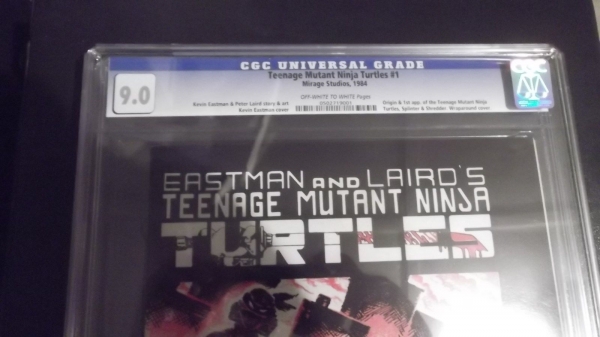 CGC UNIVERSAL GRADE
Teenage Mutant Ninja Turtles #1
Mirage Studios, 1984
9.0
OFF-WHITE TO WHITE Pages
Kevin Eastman & Peter Laird story & art
Kevin Eastman cover
Origin & 1st app. of the Teenage Mutant Ninja
Turtles, Splinter & Shredder. Wraparound cover.
CGC
EASTMAN AND LAIRD'S
TEENAGE MUTANT NINJA
TURTLES